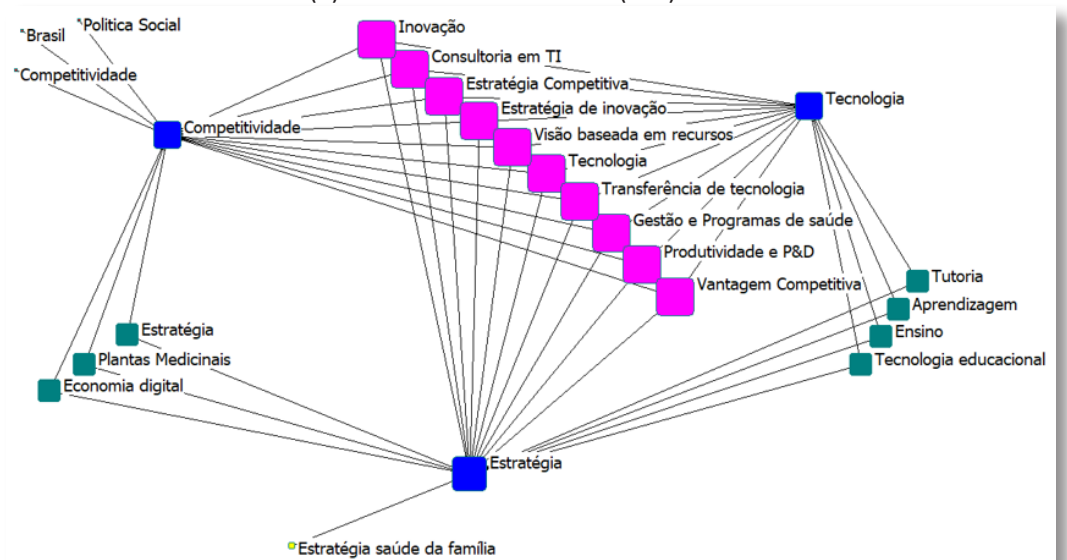 Politica Social
Brasil
Competitividade
Competitividade
Inovação
Consultoria em TI
Estratégia Competitiva
Estratégia de inovação
Visão baseada em recursos
Tecnologia
Transferência de tecnologia
Gestão e Programas de saúde
Produtividade e P&D
Vantagem Competitiva
Tecnologia
Tutoria
Aprendizagem
Ensino
Tecnologia educacional
Estratégia
Plantas Medicinais
Economia digital
Estratégia
Estratégia saúde da família